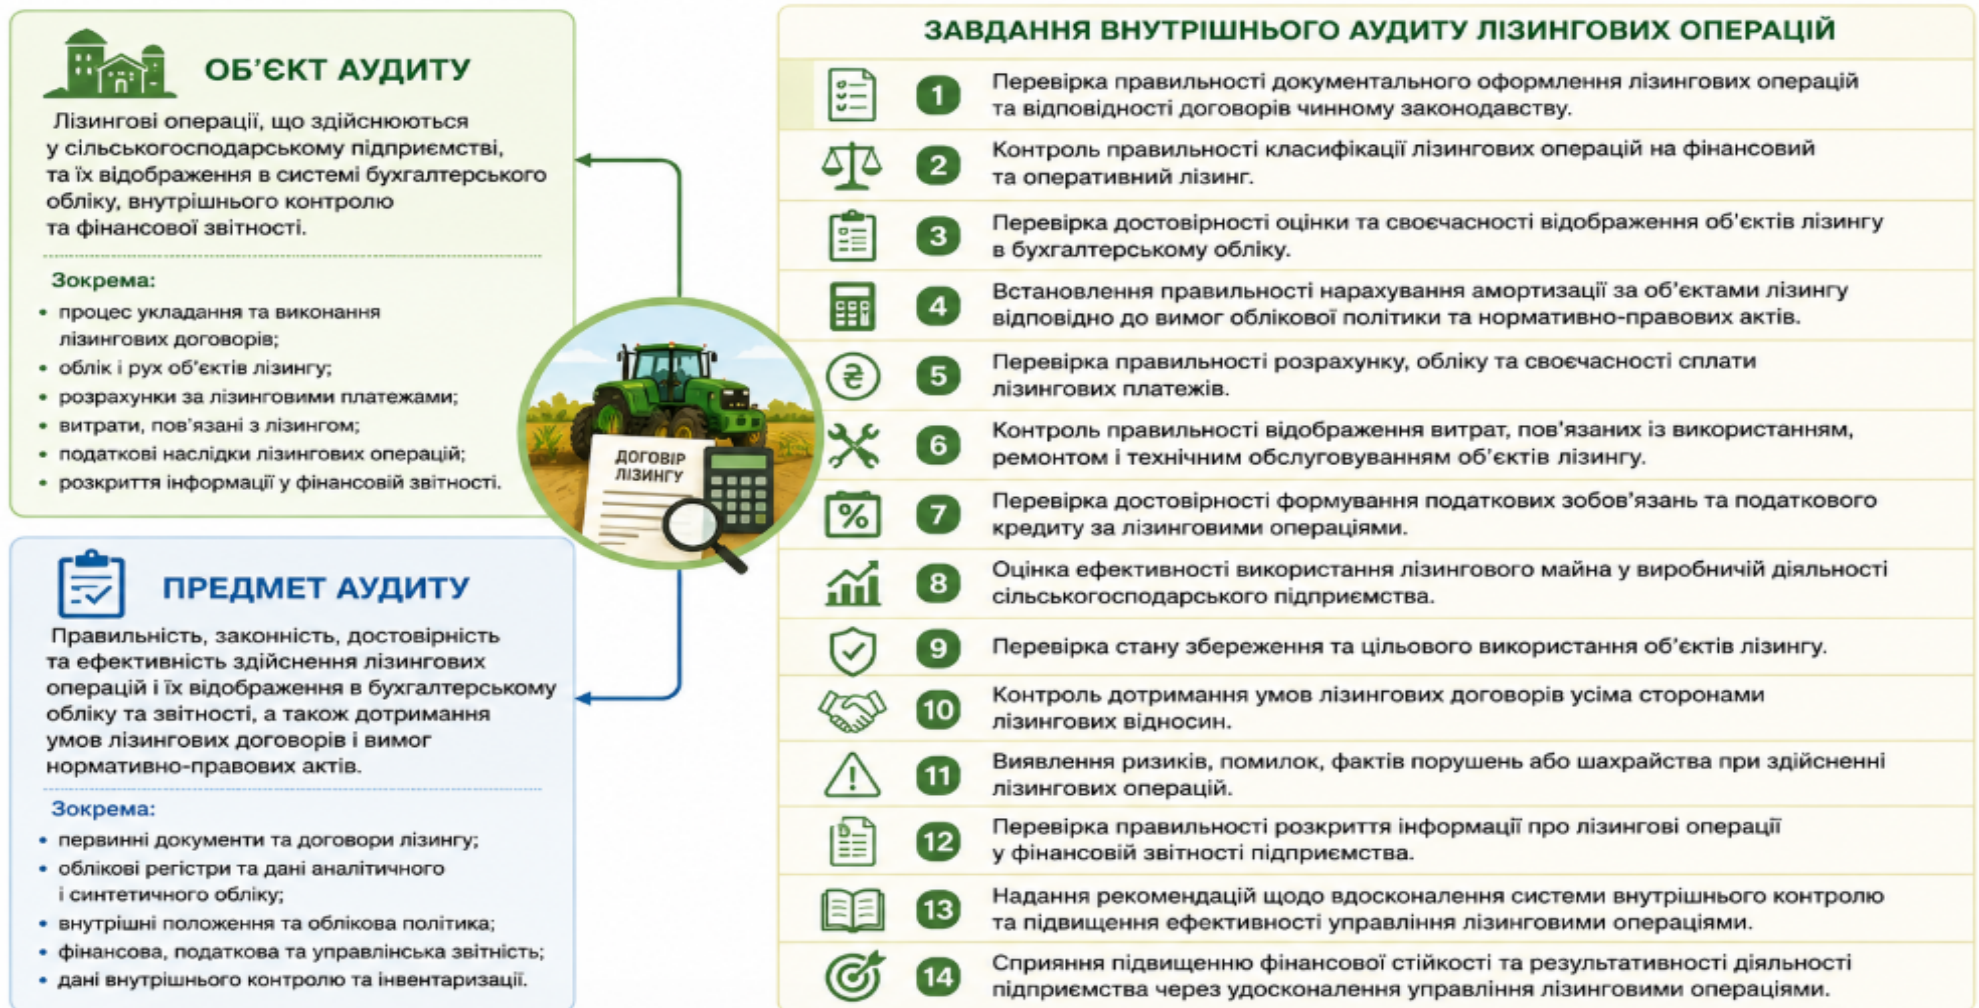 ОБ’ЄКТ АУДИТУ
Лізингові операції, що здійснюються
у сільськогосподарському підприємстві,
та їх відображення в системі бухгалтерського
обліку, внутрішнього контролю
та фінансової звітності.
Зокрема:
• процес укладання та виконання
лізингових договорів;
• облік і рух об’єктів лізингу;
• розрахунки за лізинговими платежами;
• витрати, пов’язані з лізингом;
• податкові наслідки лізингових операцій;
• розкриття інформації у фінансовій звітності.
ПРЕДМЕТ АУДИТУ
Правильність, законність, достовірність
та ефективність здійснення лізингових
операцій і їх відображення в бухгалтерському
обліку та звітності, а також дотримання
умов лізингових договорів і вимог
нормативно-правових актів.
Зокрема:
• первинні документи та договори лізингу;
• облікові регістри та дані аналітичного
і синтетичного обліку;
• внутрішні положення та облікова політика;
• фінансова, податкова та управлінська звітність;
• дані внутрішнього контролю та інвентаризації.
ДОГОВІР
ЛІЗИНГУ
ЗАВДАННЯ ВНУТРІШНЬОГО АУДИТУ ЛІЗИНГОВИХ ОПЕРАЦІЙ
1 Перевірка правильності документального оформлення лізингових операцій
та відповідності договорів чинному законодавству.
2 Контроль правильності класифікації лізингових операцій на фінансовий
та оперативний лізинг.
3 Перевірка достовірності оцінки та своєчасності відображення об’єктів лізингу
в бухгалтерському обліку.
4 Встановлення правильності нарахування амортизації за об’єктами лізингу
відповідно до вимог облікової політики та нормативно-правових актів.
₴ 5 Перевірка правильності розрахунку, обліку та своєчасності сплати
лізингових платежів.
6 Контроль правильності відображення витрат, пов’язаних із використанням,
ремонтом і технічним обслуговуванням об’єктів лізингу.
% 7 Перевірка достовірності формування податкових зобов’язань та податкового
кредиту за лізинговими операціями.
8 Оцінка ефективності використання лізингового майна у виробничій діяльності
сільськогосподарського підприємства.
9 Перевірка стану збереження та цільового використання об’єктів лізингу.
10 Контроль дотримання умов лізингових договорів усіма сторонами
лізингових відносин.
11 Виявлення ризиків, помилок, фактів порушень або шахрайства при здійсненні
лізингових операцій.
12 Перевірка правильності розкриття інформації про лізингові операції
у фінансовій звітності підприємства.
13 Надання рекомендацій щодо вдосконалення системи внутрішнього контролю
та підвищення ефективності управління лізинговими операціями.
14 Сприяння підвищенню фінансової стійкості та результативності діяльності
підприємства через удосконалення управління лізинговими операціями.